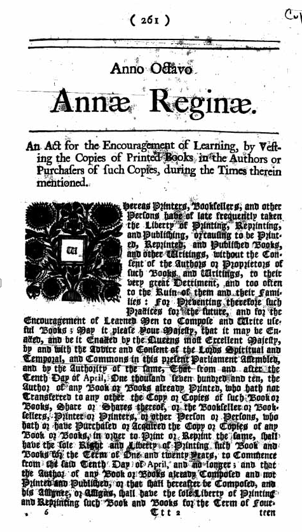 ( 261 )
Anno Octavo
Annæ Reginæ.
An Act for the Encouragement of Learning, by Veſt-
ing the Copies of Printed Books in the Authors or
Purchaſers of ſuch Copies, during the Times therein
mentioned.
Whereas Printers, Bookſellers, and other
Perſons have of late frequently taken
the Liberty of Printing, Reprinting,
and Publiſhing, or cauſing to be Print-
ed, Reprinted, and Publiſhed Books,
and other Writings, without the Con-
ſent of the Authors or Proprietors of
ſuch Books and Writings, to their
very great Detriment, and too often
to the Ruin of them and their Fami-
lies : For Preventing therefore ſuch
Practices for the future, and for the
Encouragement of Learned Men to Compoſe and Write uſe-
ful Books ; May it pleaſe Your Majeſty, that it may be En-
acted, and be it Enacted by the Queens moſt Excellent Majeſty,
by and with the Advice and Conſent of the Lords Spiritual and
Temporal, and Commons in this preſent Parliament Aſſembled,
and by the Authority of the ſame, That from and after the
Tenth Day of April, One thouſand ſeven hundred and ten, the
Author of any Book or Books already Printed, who hath not
Transferred to any other the Copy or Copies of ſuch Book or
Books, Share or Shares thereof, or the Bookſeller or Book-
ſellers, Printer or Printers, or other Perſon or Perſons, who
hath or have Purchaſed or Acquired the Copy or Copies of any
Book or Books, in order to Print or Reprint the ſame, ſhall
have the ſole Right and Liberty of Printing ſuch Book and
Books for the Term of One and twenty Years, to Commence
from the ſaid Tenth Day of April, and no longer ; and that
the Author of any Book or Books already Compoſed and not
Printed and Publiſhed, or that ſhall hereafter be Compoſed, and
his Aſſignee, or Aſſigns, ſhall have the ſole Liberty of Printing
and Reprinting ſuch Book and Books for the Term of Four-
Ttt 2 teen